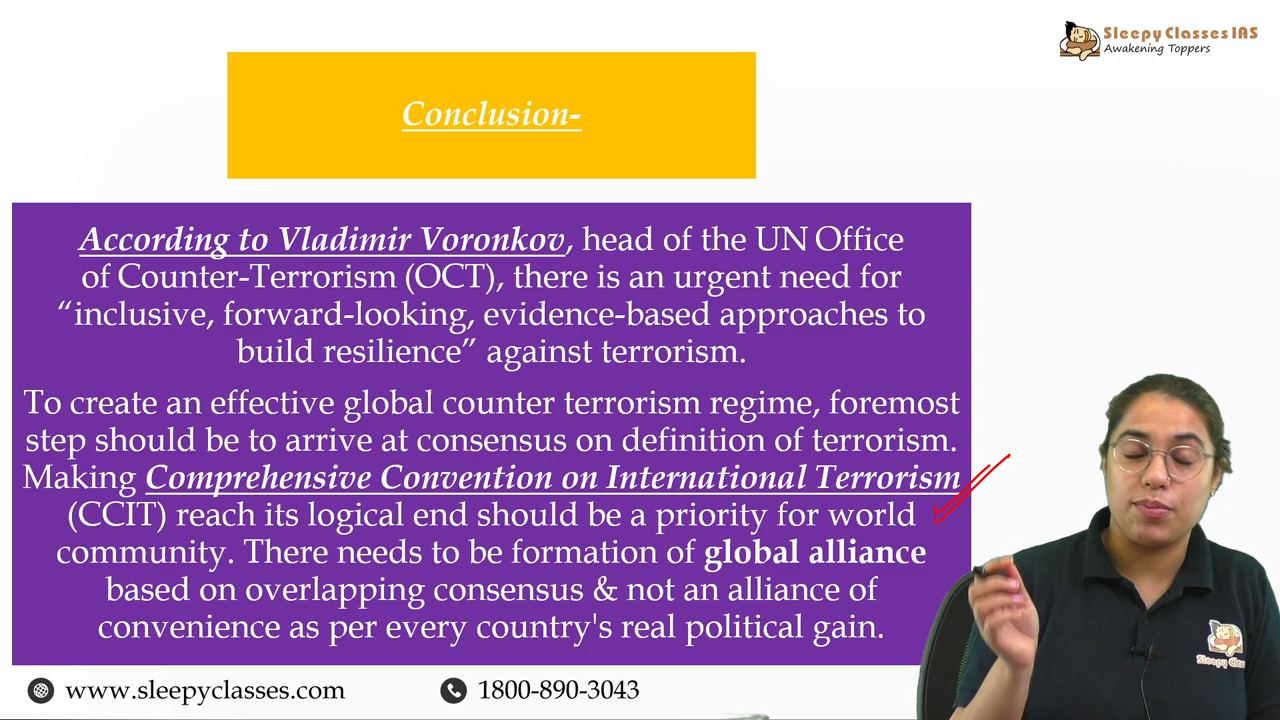 Sleepy Classes IAS
Awakening Toppers
Conclusion-
According to Vladimir Voronkov, head of the UN Office
of Counter-Terrorism (OCT), there is an urgent need for
“inclusive, forward-looking, evidence-based approaches to
build resilience” against terrorism.
To create an effective global counter terrorism regime, foremost
step should be to arrive at consensus on definition of terrorism.
Making Comprehensive Convention on International Terrorism
(CCIT) reach its logical end should be a priority for world
community. There needs to be formation of global alliance
based on overlapping consensus & not an alliance of
convenience as per every country's real political gain.
www.sleepyclasses.com
1800-890-3043